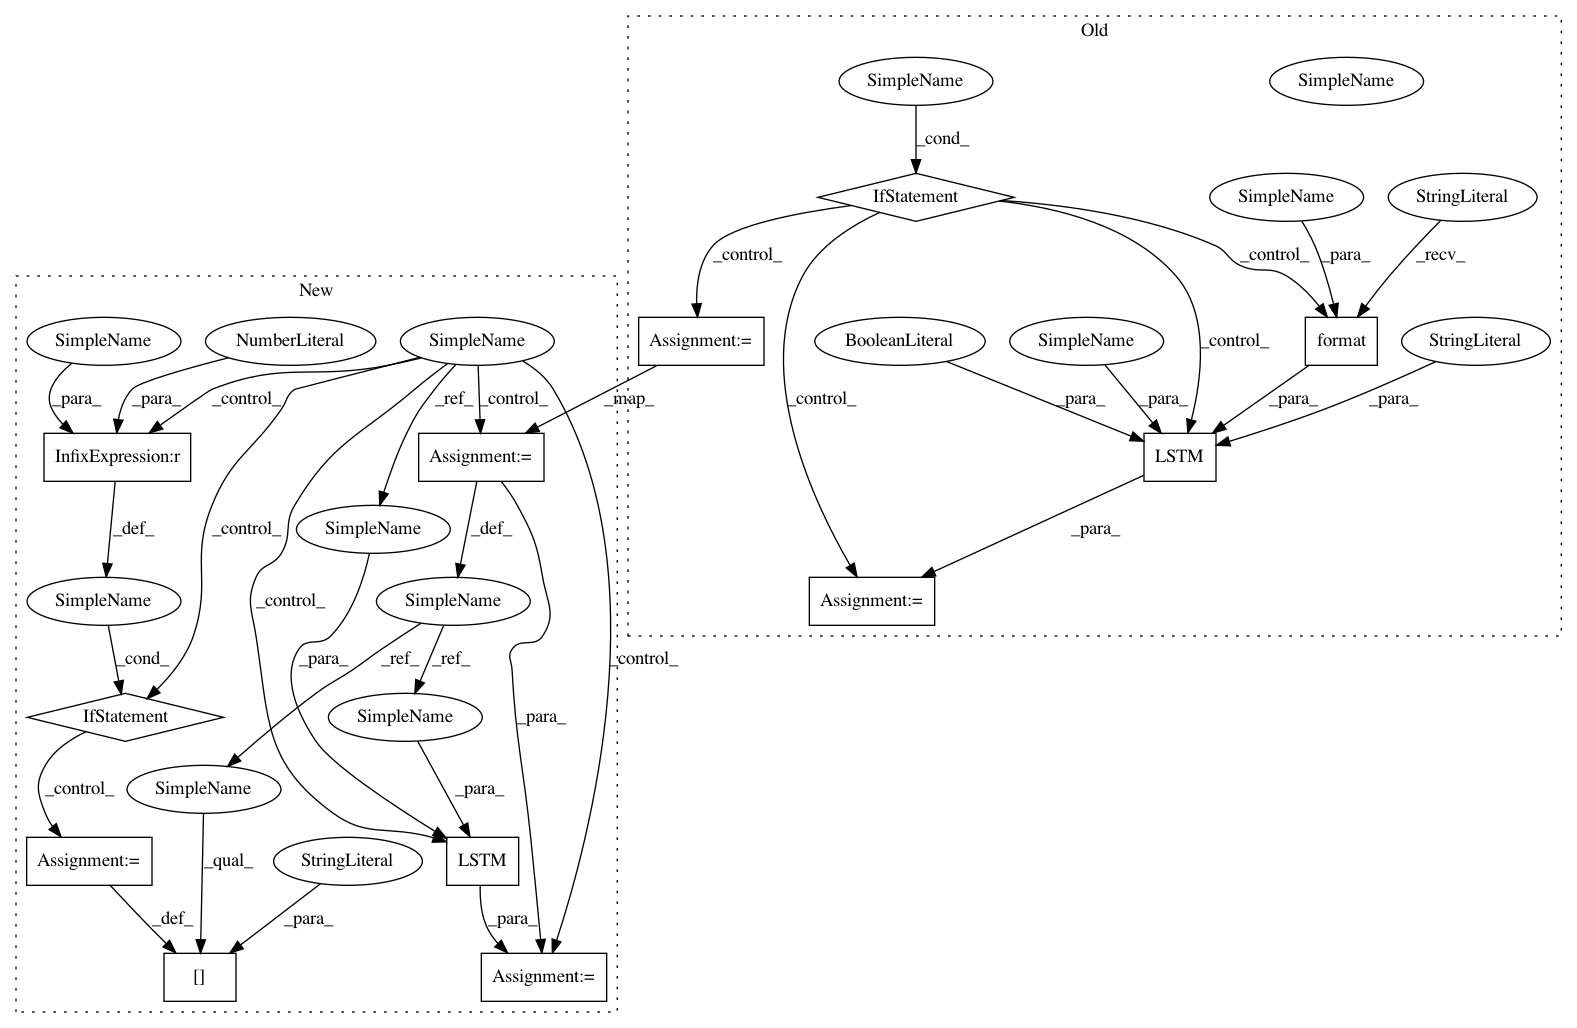 Old
SimpleName
SimpleName
_cond_
IfStatement
SimpleName
StringLiteral
_control_
_control_
_para_
_recv_
New
SimpleName
NumberLiteral
SimpleName
Assignment:=
BooleanLiteral
SimpleName
_control_
format
StringLiteral
_para_
_para_
_control_
_ref_
_control_
_map_
_control_
_para_
_para_
_para_
_para_
InfixExpression:r
Assignment:=
LSTM
_def_
_control_
SimpleName
_def_
_para_
SimpleName
_control_
SimpleName
Assignment:=
_cond_
_para_
_ref_
_ref_
_control_
IfStatement
SimpleName
_para_
_control_
SimpleName
_para_
Assignment:=
_qual_
StringLiteral
LSTM
_def_
_para_
_para_
[]
Assignment:=